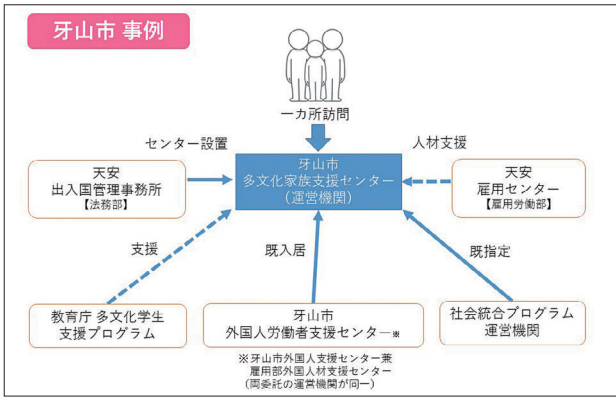 牙山市 事例
一カ所訪問
センター設置
人材支援
天安
出入国管理事務所
【法務部】
牙山市
多文化家族支援センター
(運営機関)
天安
雇用センター
【雇用労働部】
支援
既入居
既指定
教育庁 多文化学生
支援プログラム
牙山市
外国人労働者支援センター※
社会統合プログラム
運営機関
※牙山市外国人支援センター兼
雇用部外国人材支援センター
(両委託の運営機関が同一)